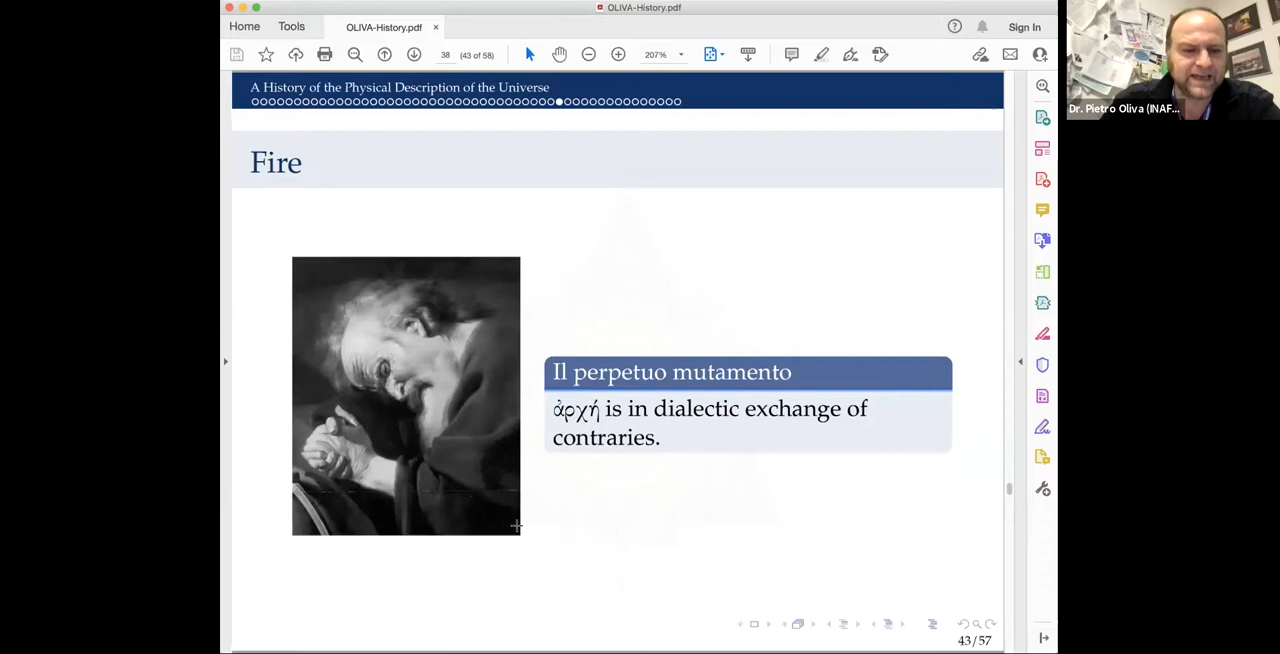 OLIVA-History.pdf
Home
Tools
OLIVA-History.pdf ×
Sign In
38
(43 of 58)
207%
Dr. Pietro Oliva (INAF...
A History of the Physical Description of the Universe
Fire
Il perpetuo mutamento
ἀρχή is in dialectic exchange of
contraries.
43/57